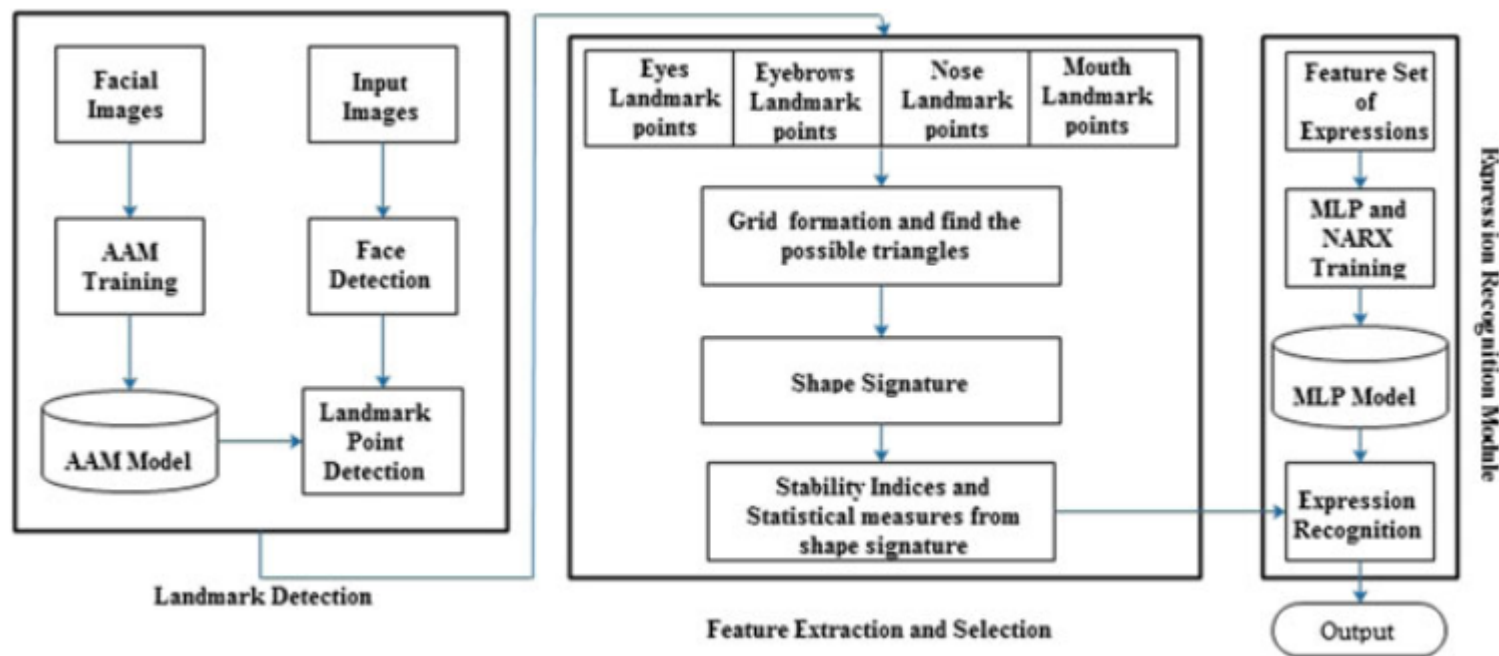 Facial
Images
Input
Images
AAM
Training
Face
Detection
AAM Model
Landmark
Point
Detection
Landmark Detection
Eyes
Landmark
points
Eyebrows
Landmark
points
Nose
Landmark
points
Mouth
Landmark
points
Grid formation and find the
possible triangles
Shape Signature
Stability Indices and
Statistical measures from
shape signature
Feature Extraction and Selection
Feature Set
of
Expressions
MLP and
NARX
Training
MLP Model
Expression
Recognition
Output
Expression Recognition Module